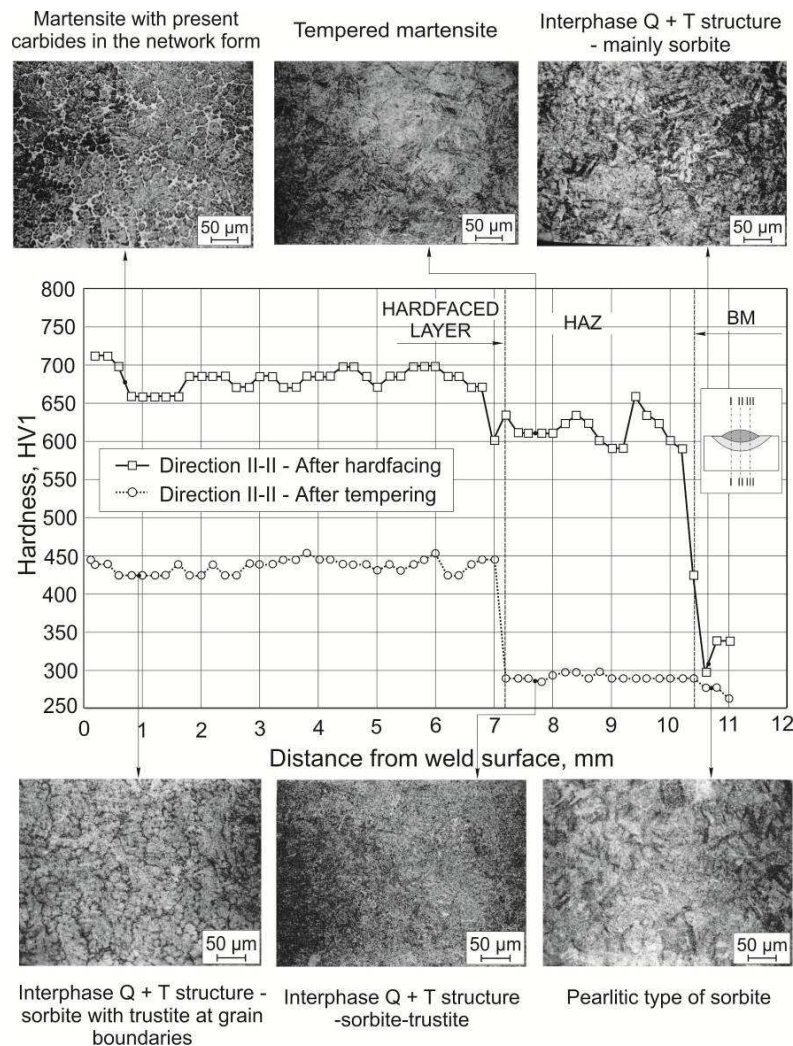 Martensite with present
carbides in the network form
Tempered martensite
Interphase Q + T structure
- mainly sorbite
50 µm
50 µm
50 µm
800
750
700
650
600
550
500
450
400
350
300
250
Hardness, HV1
HARDFACED
LAYER
HAZ
BM
I II III
I II III
Direction II-II - After hardfacing
Direction II-II - After tempering
0 1 2 3 4 5 6 7 8 9 10 11 12
Distance from weld surface, mm
50 µm
50 µm
50 µm
Interphase Q + T structure -
sorbite with trustite at grain
boundaries
Interphase Q + T structure
-sorbite-trustite
Pearlitic type of sorbite